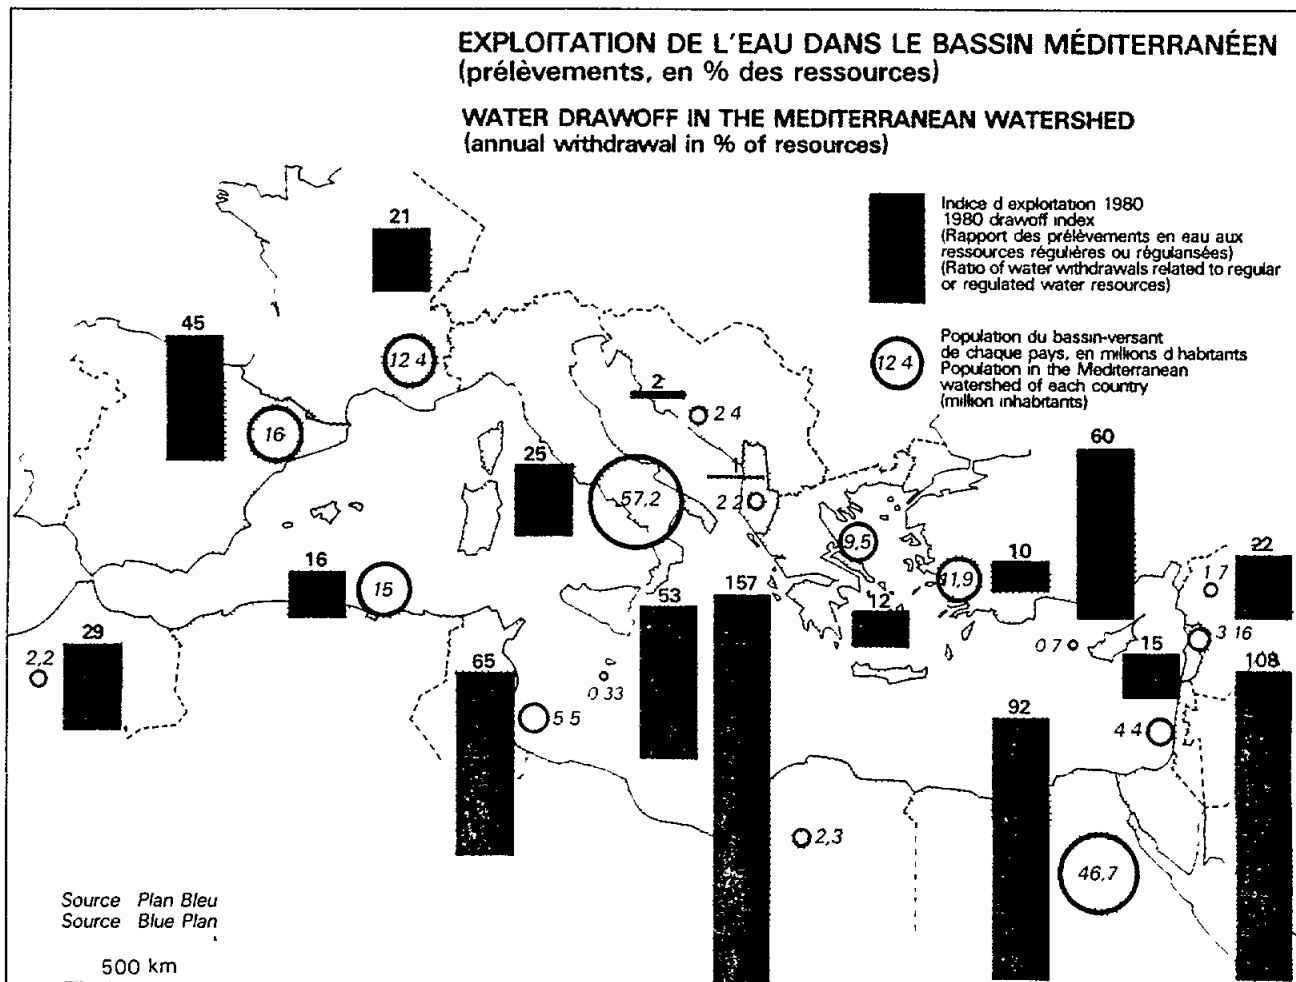 EXPLOITATION DE L'EAU DANS LE BASSIN MÉDITERRANÉEN
(prélèvements, en % des ressources)
WATER DRAWOFF IN THE MEDITERRANEAN WATERSHED
(annual withdrawal in % of resources)
Indice d exploitation 1980
1980 drawoff index
(Rapport des prélèvements en eau aux
ressources régulières ou régularisées)
(Ratio of water withdrawals related to regular
or regulated water resources)
12 4
Population du bassin-versant
de chaque pays, en millions d habitants
Population in the Mediterranean
watershed of each country
(million inhabitants)
21
45
12 4
2
2 4
16
60
25
1
57,2
2 2
9,5
16
15
11,9
10
22
1,7
53
157
12
29
2,2
0 7
3 16
15
65
0 33
108
5 5
92
4 4
2,3
46,7
Source Plan Bleu
Source Blue Plan
500 km